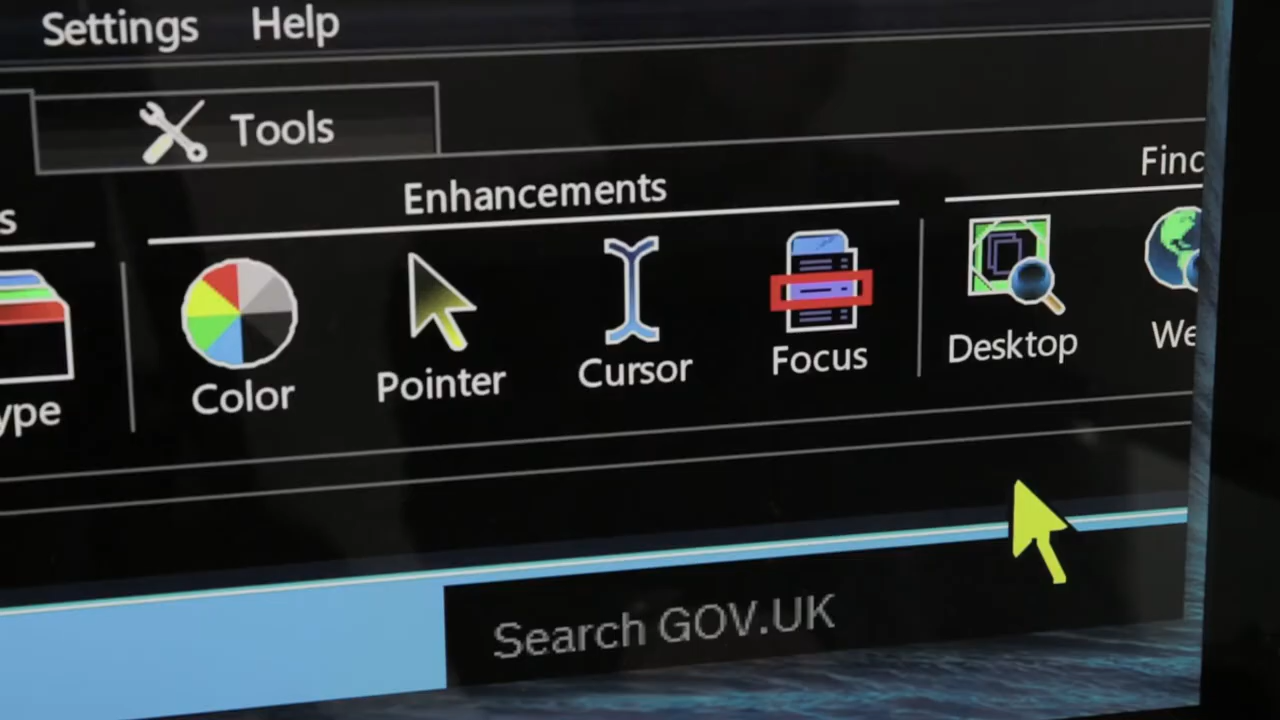 Settings Help
Tools
Enhancements
Color Pointer Cursor Focus Desktop
Search GOV.UK